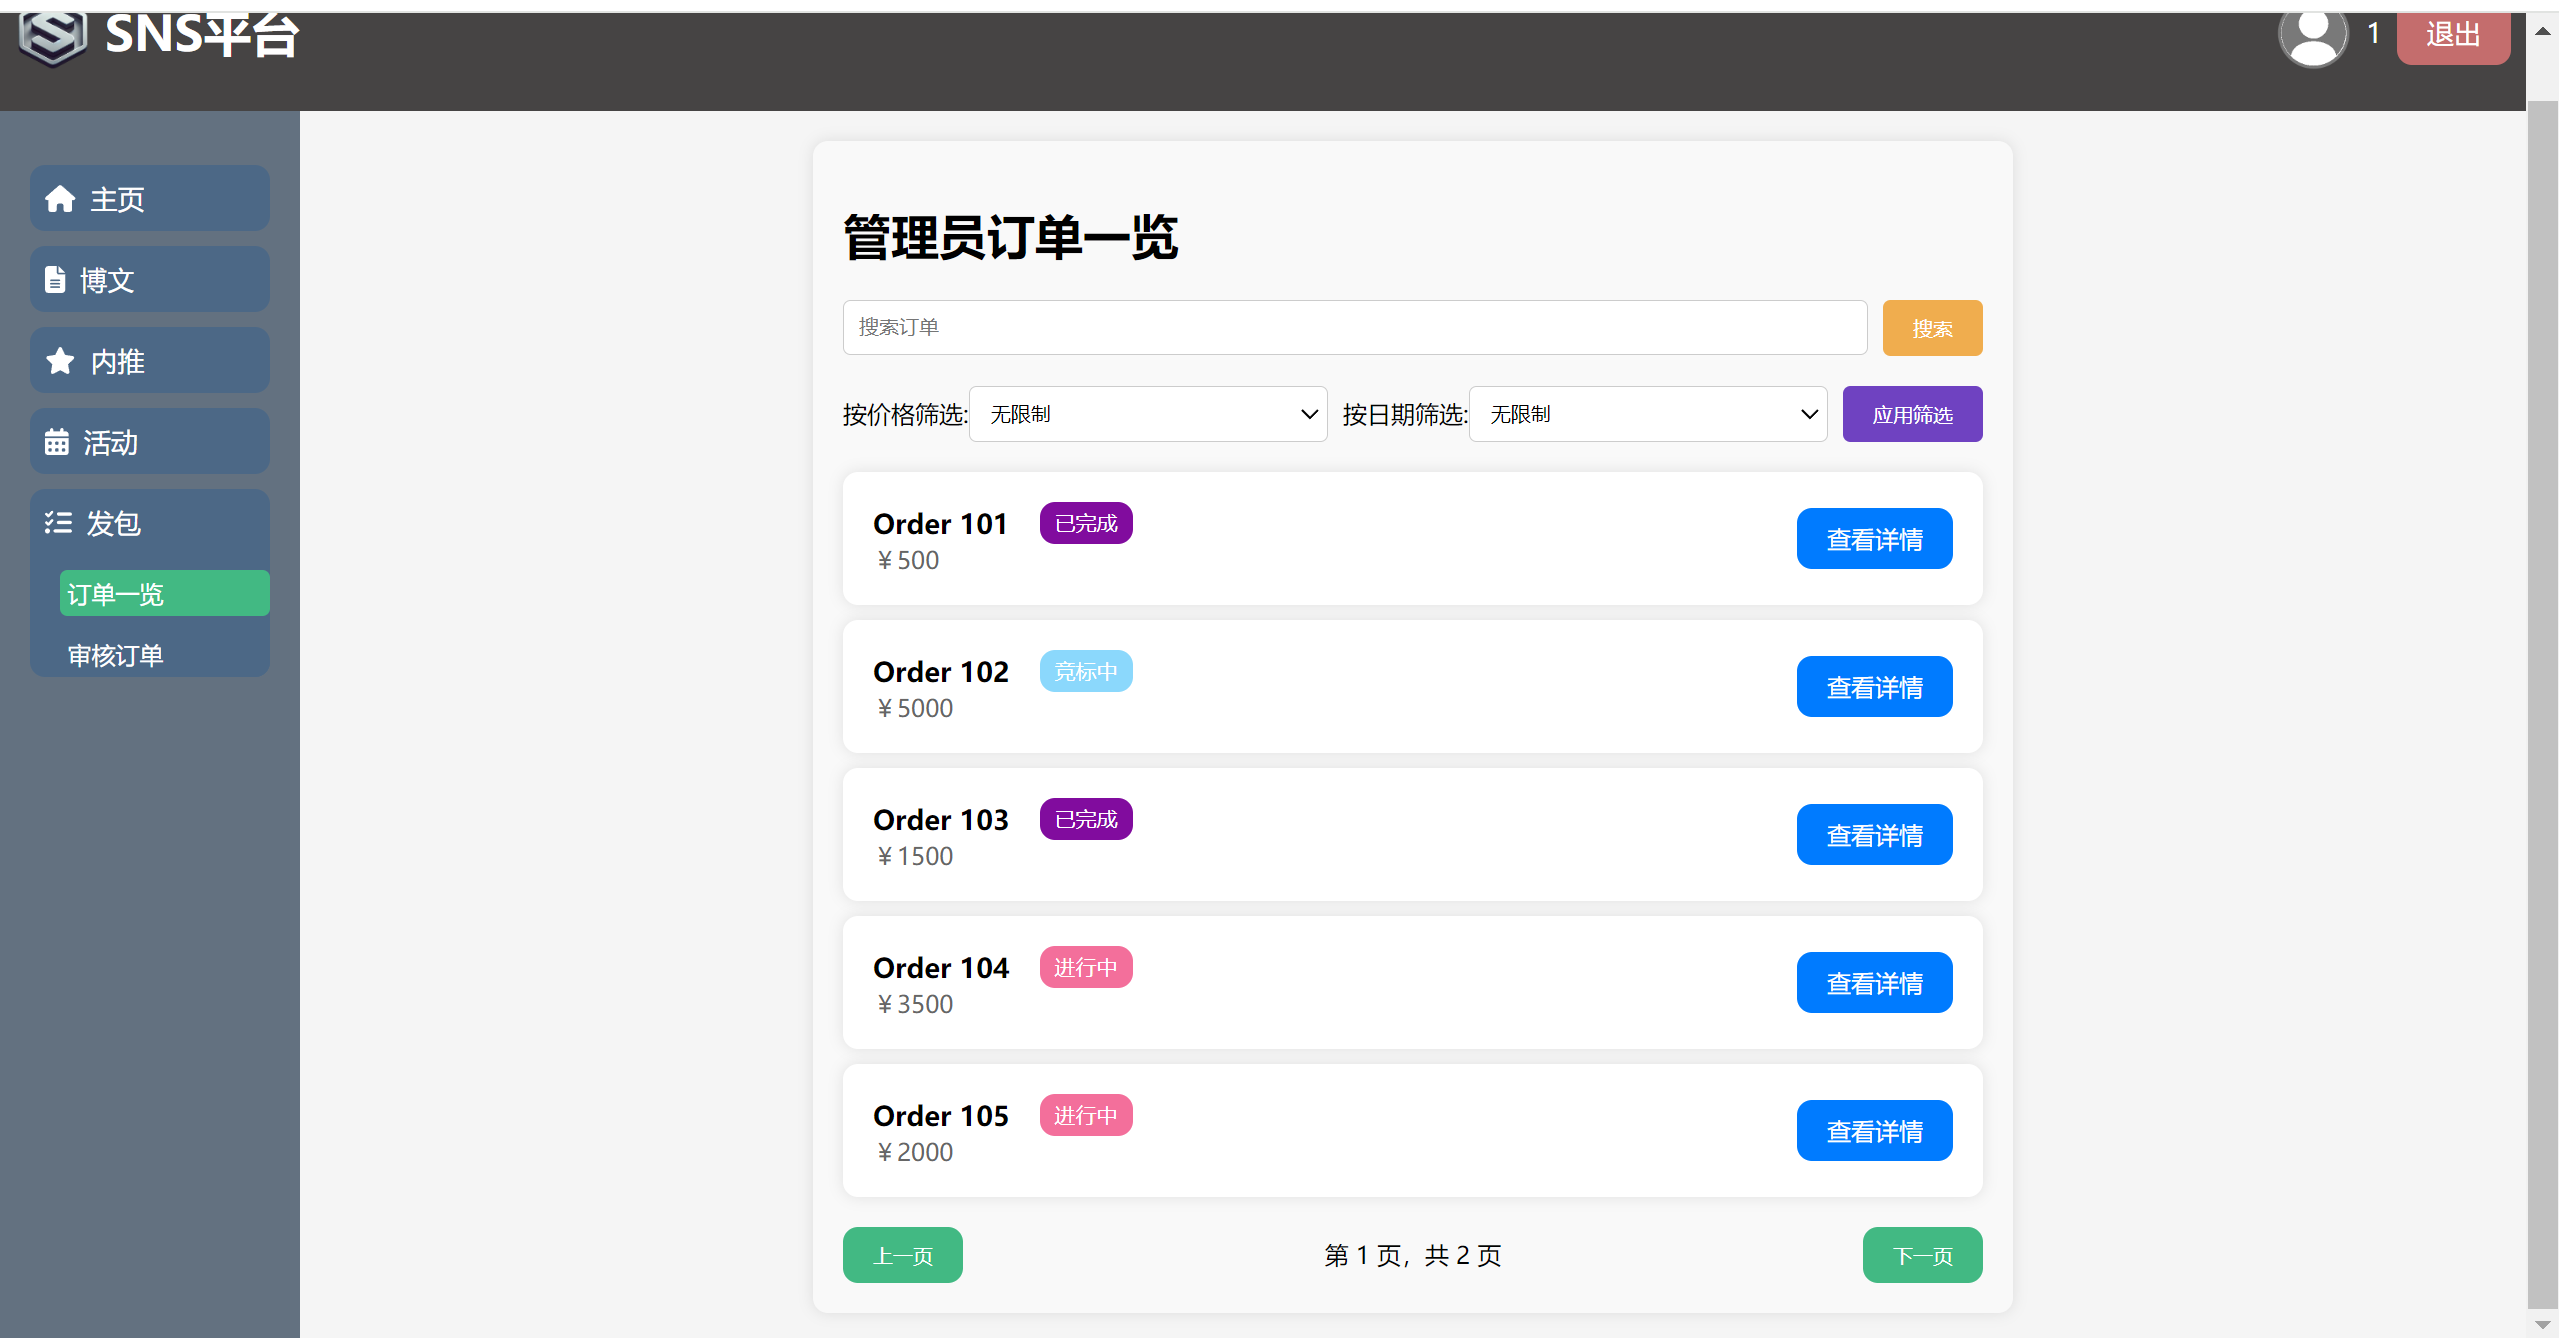 SNS平台
1
退出
主页
博文
内推
活动
发包
订单一览
审核订单
管理员订单一览
搜索订单
搜索
按价格筛选: 无限制 按日期筛选: 无限制 应用筛选
Order 101 已完成
￥500
查看详情
Order 102 竞标中
￥5000
查看详情
Order 103 已完成
￥1500
查看详情
Order 104 进行中
￥3500
查看详情
Order 105 进行中
￥2000
查看详情
上一页 第 1 页，共 2 页 下一页